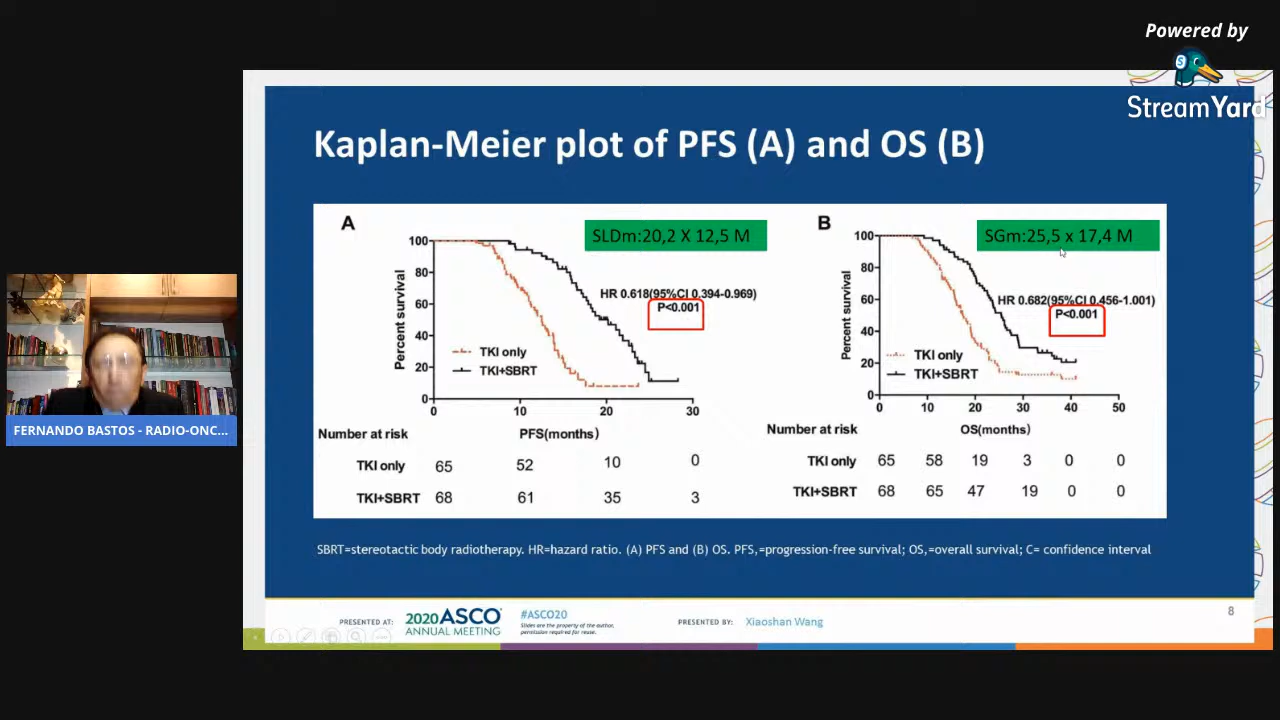 Powered by
StreamYard
Kaplan-Meier plot of PFS (A) and OS (B)
A
SLDm:20,2 X 12,5 M
Percent survival
100
80
60
40
20
0
HR 0.618(95%CI 0.394-0.969)
P<0.001
TKI only
TKI+SBRT
0 10 20 30
Number at risk PFS(months)
TKI only 65 52 10 0
TKI+SBRT 68 61 35 3
B
SGm:25,5 x 17,4 M
Percent survival
100
80
60
40
20
0
HR 0.682(95%CI 0.456-1.001)
P<0.001
TKI only
TKI+SBRT
0 10 20 30 40 50
Number at risk OS(months)
TKI only 65 58 19 3 0 0
TKI+SBRT 68 65 47 19 0 0
SBRT=stereotactic body radiotherapy. HR=hazard ratio. (A) PFS and (B) OS. PFS,=progression-free survival; OS,=overall survival; C= confidence interval
PRESENTED AT: 2020 ASCO
ANNUAL MEETING
#ASCO20
Slides are the property of the author,
permission required for reuse.
PRESENTED BY: Xiaoshan Wang
8
FERNANDO BASTOS - RADIO-ONC...